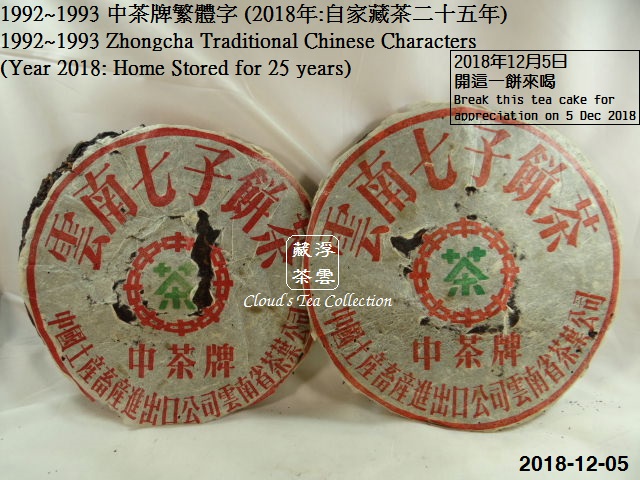 1992~1993 中茶牌繁體字 (2018年:自家藏茶二十五年)
1992~1993 Zhongcha Traditional Chinese Characters
(Year 2018: Home Stored for 25 years)
2018年12月5日
開這一餅來喝
Break this tea cake for
appreciation on 5 Dec 2018
雲南七子餅茶
茶
中茶牌
中國土產畜產進出口公司雲南省茶葉公司
雲南七子餅茶
茶
中茶牌
中國土產畜產進出口公司雲南省茶葉公司
浮雲
藏茶
Cloud's Tea Collection
2018-12-05